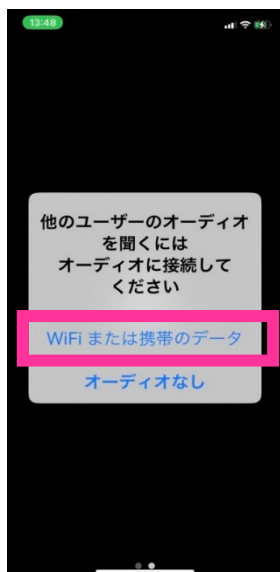 13:48
他のユーザーのオーディオ
を聞くには
オーディオに接続して
ください
WiFi または携帯のデータ
オーディオなし